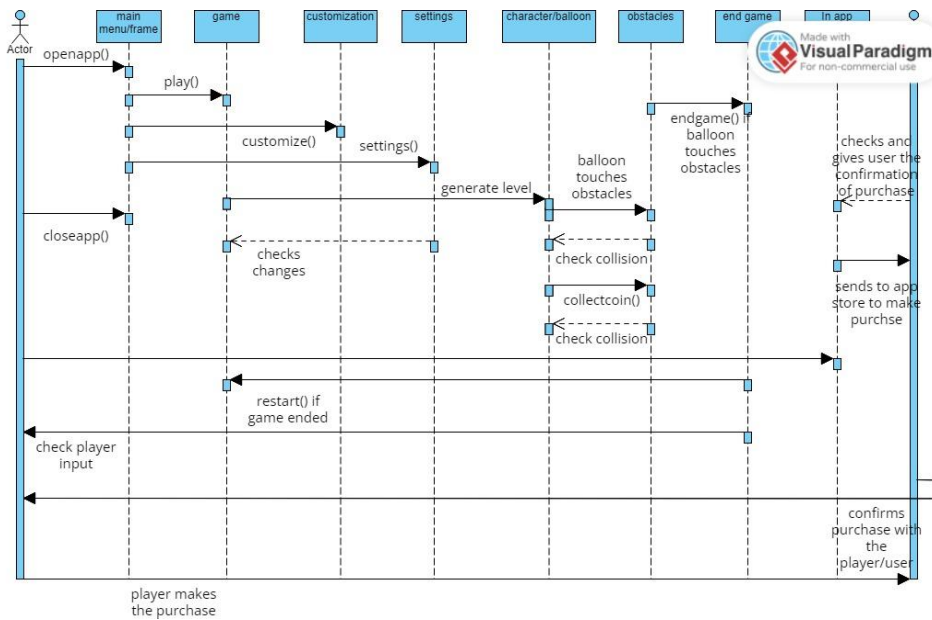 main
menu/frame
game
customization
settings
character/balloon
obstacles
end game
In app
Actor
Made with
Visual Paradigm
For non-commercial use
openapp()
play()
customize()
settings()
endgame() if
balloon
touches
obstacles
checks and
gives user the
confirmation
of purchase
balloon
touches
obstacles
generate level
closeapp()
checks
changes
check collision
sends to app
store to make
purchse
collectcoin()
check collision
restart() if
game ended
check player
input
confirms
purchase with
the
player/user
player makes
the purchase